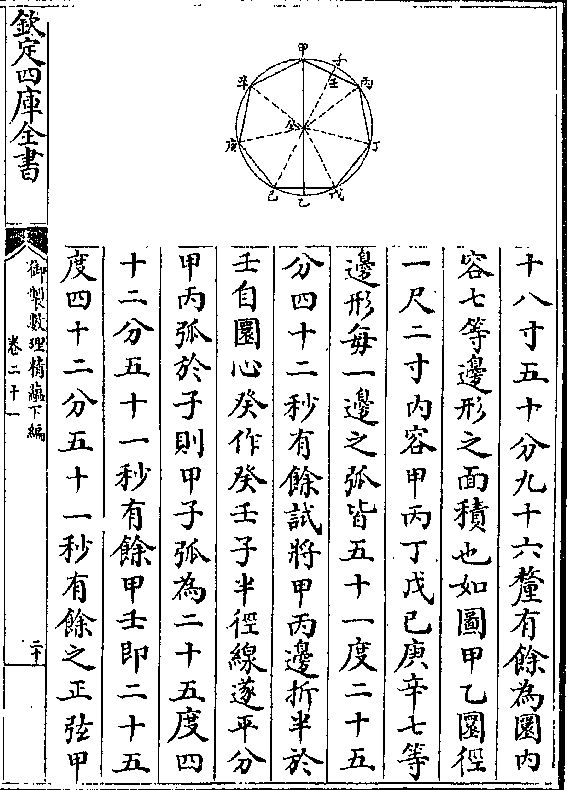 十八寸五十分九十六釐有餘為圜内
容七等邊形之面積也如圖甲乙圜徑
一尺二寸内容甲丙丁戊己庚辛七等
邊形每一邊之弧皆五十一度二十五
分四十二秒有餘試將甲丙邊折半於
壬自圜心癸作癸壬子半徑線遂平分
甲丙弧於子則甲子弧為二十五度四
十二分五十一秒有餘甲壬即二十五
度四十二分五十一秒有餘之正弦甲
甲
子
壬
丙
辛
癸
庚
丁
己
乙
戊
欽定四庫全書
御製數理精蘊下編
卷二十一
二十